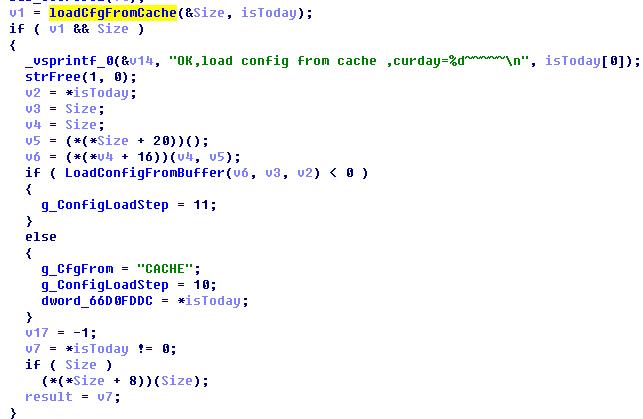 v1 = loadCfgFromCache(&Size, isToday);
if ( v1 && Size )
{
_vsprintf_0(&v14, "OK,load config from cache ,curday=%d~~~~~\n", isToday[0]);
strFree(1, 0);
v2 = *isToday;
v3 = Size;
v4 = Size;
v5 = (*(*Size + 20))();
v6 = (*(*v4 + 16))(v4, v5);
if ( LoadConfigFromBuffer(v6, v3, v2) < 0 )
{
g_ConfigLoadStep = 11;
}
else
{
g_CfgFrom = "CACHE";
g_ConfigLoadStep = 10;
dword_66D0FDDC = *isToday;
}
v17 = -1;
v7 = *isToday != 0;
if ( Size )
(*(*Size + 8))(Size);
result = v7;
}